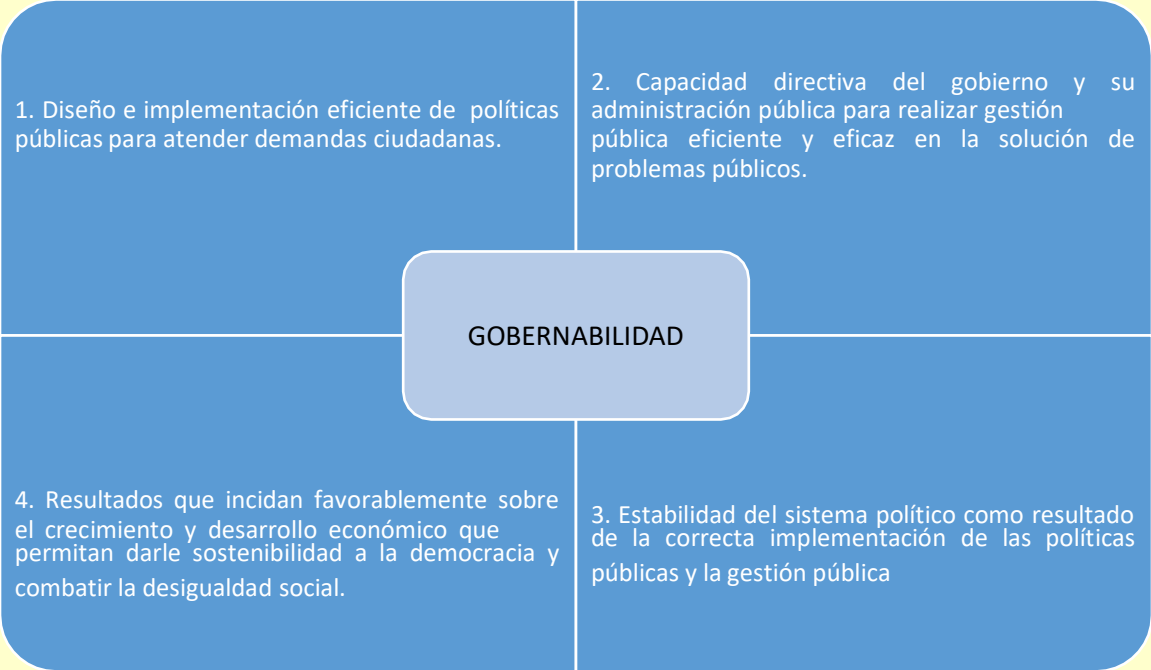 1. Diseño e implementación eficiente de políticas
públicas para atender demandas ciudadanas.
2. Capacidad directiva del gobierno y su
administración pública para realizar gestión
pública eficiente y eficaz en la solución de
problemas públicos.
GOBERNABILIDAD
4. Resultados que incidan favorablemente sobre
el crecimiento y desarrollo económico que
permitan darle sostenibilidad a la democracia y
combatir la desigualdad social.
3. Estabilidad del sistema político como resultado
de la correcta implementación de las políticas
públicas y la gestión pública